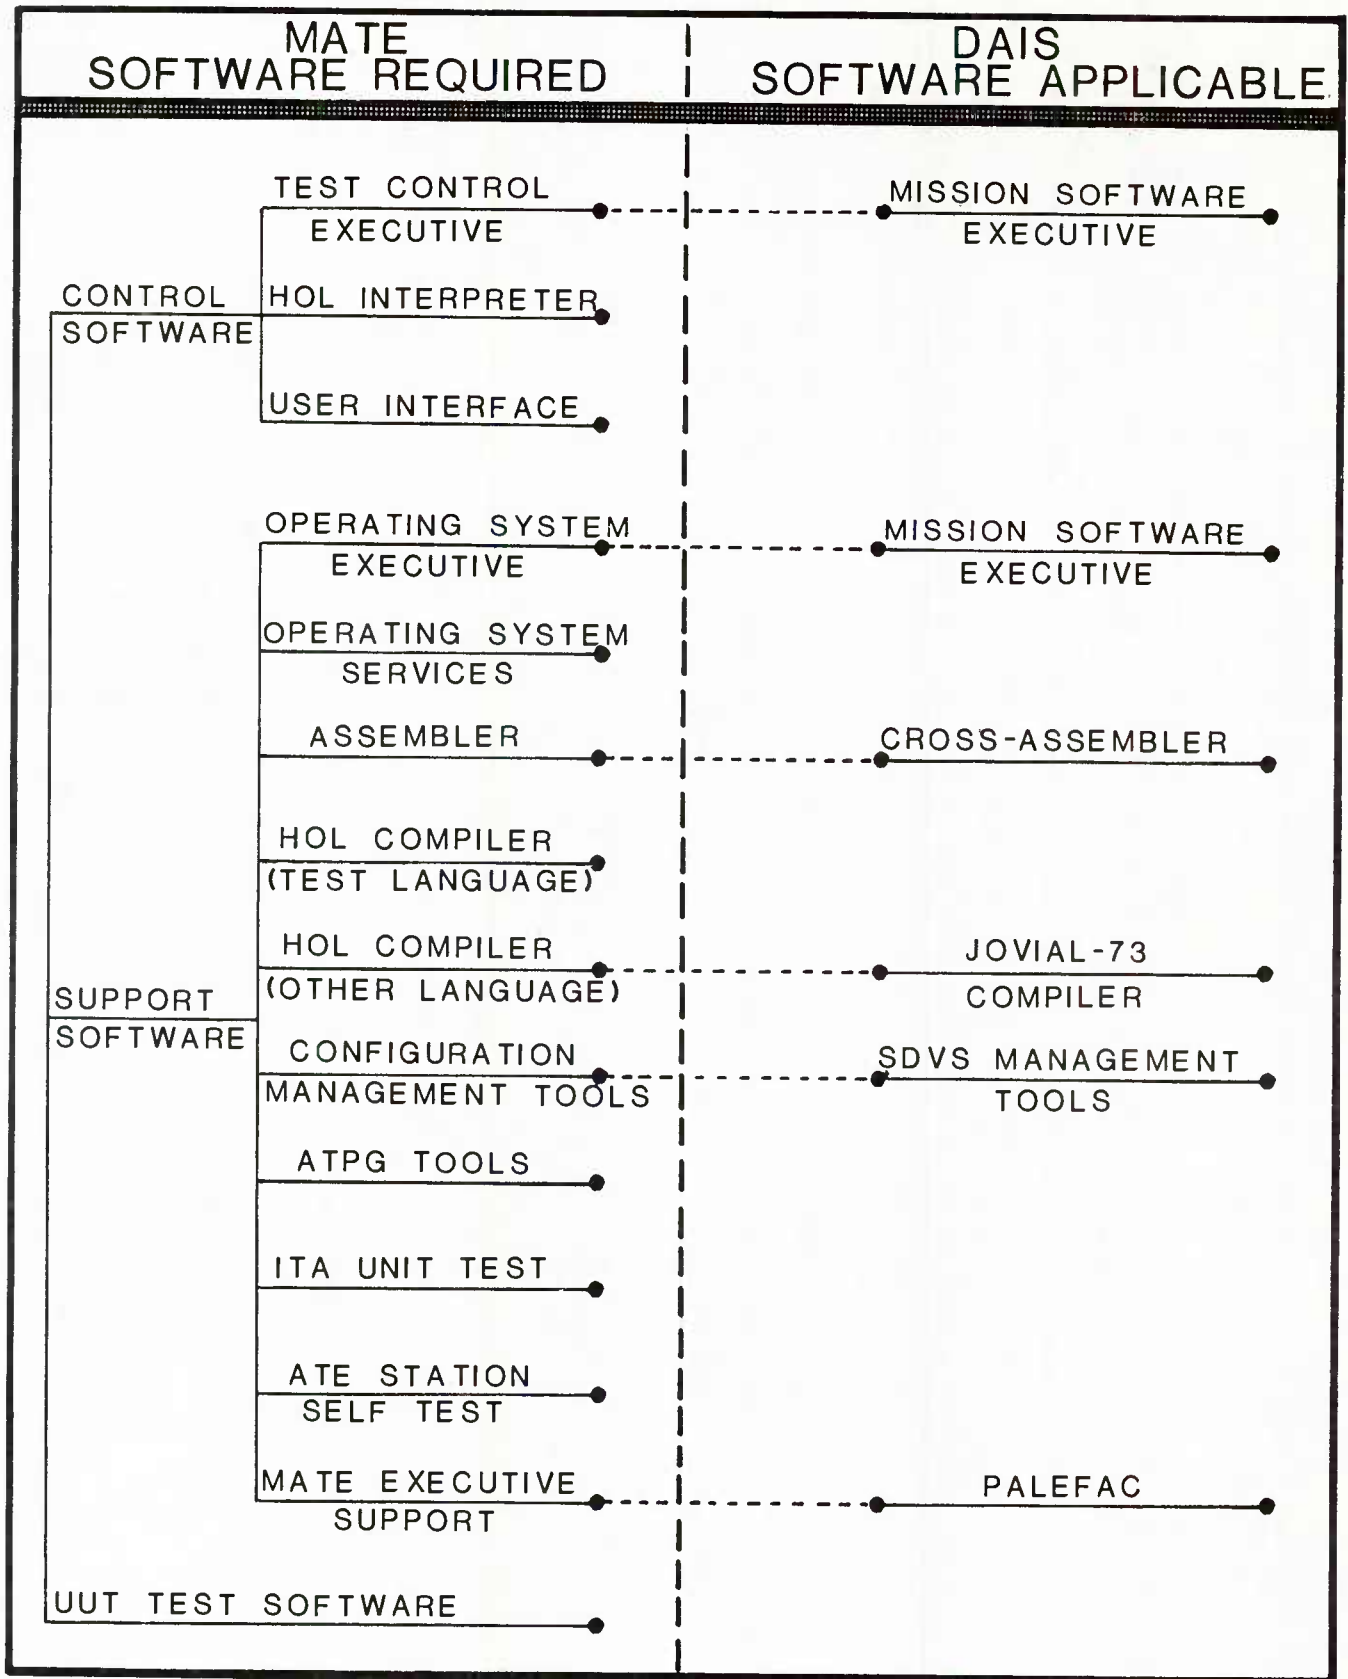 MATE
SOFTWARE REQUIRED
DAIS
SOFTWARE APPLICABLE
TEST CONTROL
EXECUTIVE
MISSION SOFTWARE
EXECUTIVE
CONTROL
SOFTWARE
HOL INTERPRETER
USER INTERFACE
OPERATING SYSTEM
EXECUTIVE
MISSION SOFTWARE
EXECUTIVE
OPERATING SYSTEM
SERVICES
ASSEMBLER
CROSS-ASSEMBLER
HOL COMPILER
(TEST LANGUAGE)
HOL COMPILER
(OTHER LANGUAGE)
JOVIAL-73
COMPILER
SUPPORT
SOFTWARE
CONFIGURATION
MANAGEMENT TOOLS
SDVS MANAGEMENT
TOOLS
ATPG TOOLS
ITA UNIT TEST
ATE STATION
SELF TEST
MATE EXECUTIVE
SUPPORT
PALEFAC
UUT TEST SOFTWARE